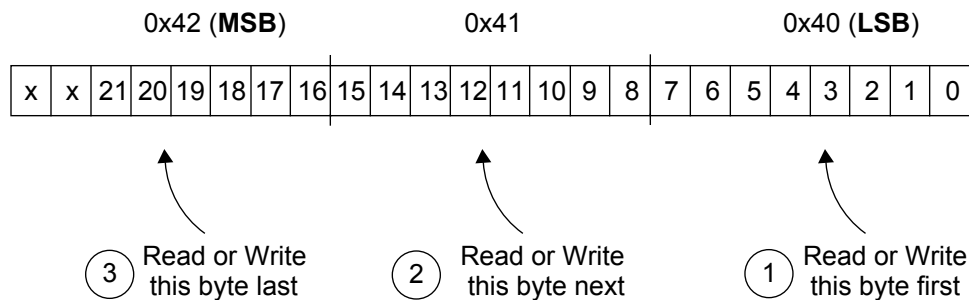 0x42 (MSB) 0x41 0x40 (LSB)
x x 21 20 19 18 17 16 15 14 13 12 11 10 9 8 7 6 5 4 3 2 1 0
3 Read or Write
this byte last
2 Read or Write
this byte next
1 Read or Write
this byte first